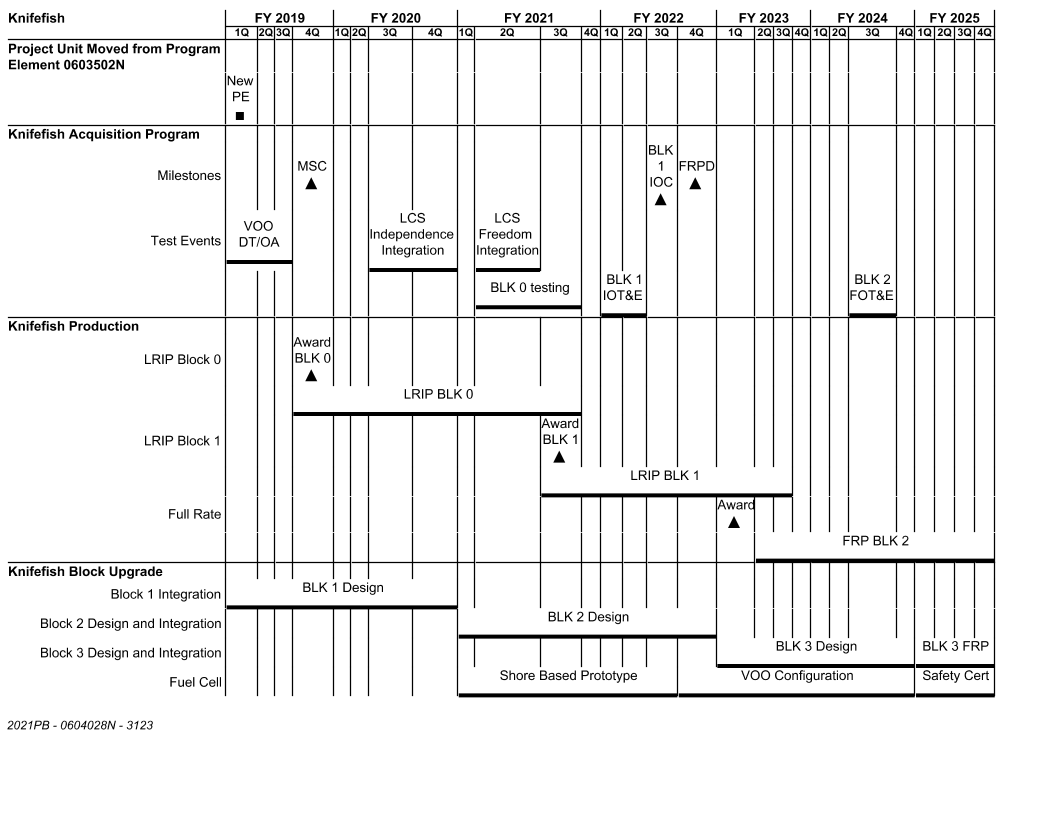 Knifefish FY 2019 FY 2020 FY 2021 FY 2022 FY 2023 FY 2024 FY 2025
1Q 2Q 3Q 4Q 1Q 2Q 3Q 4Q 1Q 2Q 3Q 4Q 1Q 2Q 3Q 4Q 1Q 2Q 3Q 4Q 1Q 2Q 3Q 4Q 1Q 2Q 3Q 4Q
Project Unit Moved from Program
Element 0603502N
New
PE
Knifefish Acquisition Program
Milestones
MSC
BLK
1
IOC
FRPD
Test Events
VOO
DT/OA
LCS
Independence
Integration
LCS
Freedom
Integration
BLK 0 testing
BLK 1
IOT&E
BLK 2
FOT&E
Knifefish Production
LRIP Block 0
Award
BLK 0
LRIP BLK 0
LRIP Block 1
Award
BLK 1
LRIP BLK 1
Full Rate
Award
FRP BLK 2
Knifefish Block Upgrade
Block 1 Integration
BLK 1 Design
Block 2 Design and Integration
BLK 2 Design
Block 3 Design and Integration
BLK 3 Design
BLK 3 FRP
Fuel Cell
Shore Based Prototype
VOO Configuration
Safety Cert
2021PB - 0604028N - 3123